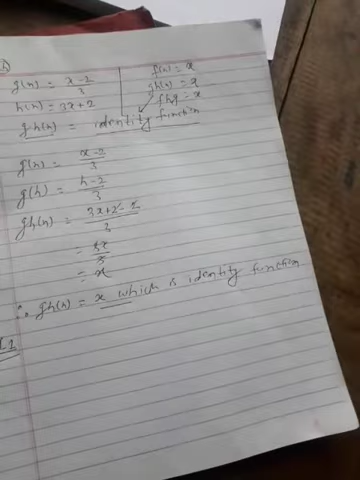 g(x) = x-2/3
h(x) = 3x+2
f(x) = x
gh(x) = x
fhg = x
gh(x) = identity function
g(x) = x-2/3
g(h) = h-2/3
gh(x) = 3x+2-2/3
= 3x/3
= x
∴ gh(x) = x which is identity function